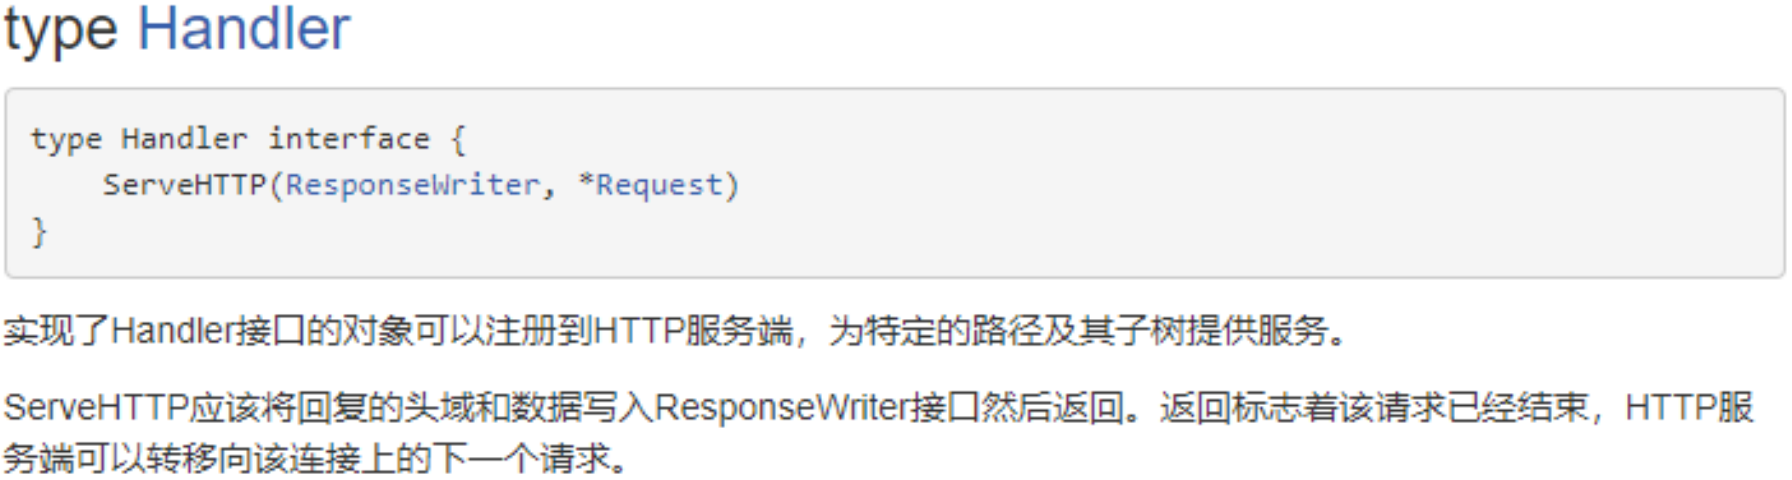 type Handler
type Handler interface {
    ServeHTTP(ResponseWriter, *Request)
}
实现了Handler接口的对象可以注册到HTTP服务端，为特定的路径及其子树提供服务。
ServeHTTP应该将回复的头域和数据写入ResponseWriter接口然后返回。返回标志着该请求已经结束，HTTP服
务端可以转移向该连接上的下一个请求。